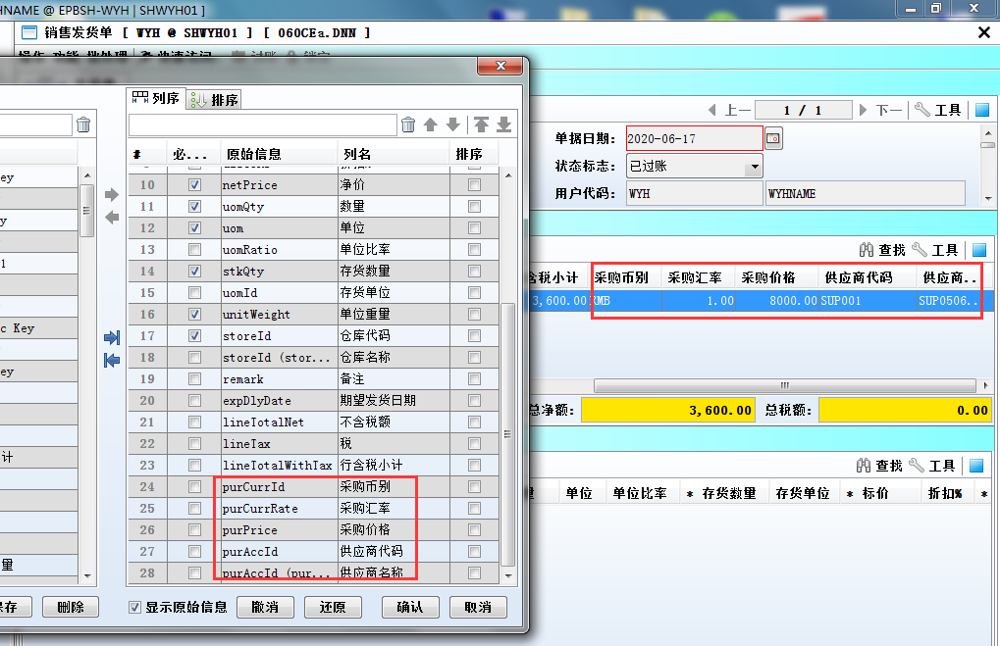 HNAME @ EPBSH-WYH | SHWYH01 ]
销售发货单 [ WYH @ SHWYH01 ] [ 060CEa.DNN ]
列序 排序
上一 1 / 1 下一 工具
单据日期: 2020-06-17
状态标志: 已过账
用户代码: WYH WYHNAME
# 必... 原始信息 列名 排序
10 netPrice 净价
11 uomQty 数量
12 uom 单位
13 uomRatio 单位比率
14 stkQty 存货数量
15 uomId 存货单位
16 unitWeight 单位重量
17 storeId 仓库代码
18 storeId (stor... 仓库名称
19 remark 备注
20 expDlyDate 期望发货日期
21 lineTotalNet 不含税额
22 lineTax 税
23 lineTotalWithTax 行含税小计
24 purCurrId 采购币别
25 purCurrRate 采购汇率
26 purPrice 采购价格
27 purAccId 供应商代码
28 purAccId (pur... 供应商名称
ey
y
1
c Key
ey
计
量
保存 删除 显示原始信息 撤消 还原 确认 取消
查找 工具
含税小计 采购币别 采购汇率 采购价格 供应商代码 供应商..
3,600.00 RMB 1.00 8000.00 SUP001 SUP0506..
总净额: 3,600.00 总税额: 0.00
查找 工具
量 单位 单位比率 * 存货数量 存货单位 * 标价 折扣% *